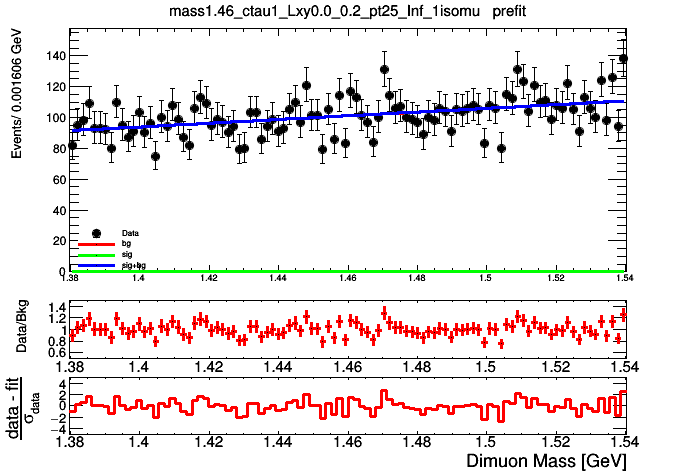 mass1.46_ctau1_Lxy0.0_0.2_pt25_Inf_1isomu prefit
Events/ 0.001606 GeV
140
120
100
80
60
40
20
0
Data
bg
sig
sig+bg
1.38 1.4 1.42 1.44 1.46 1.48 1.5 1.52 1.54
Data/Bkg
1.4
1.2
1
0.8
0.6
1.38 1.4 1.42 1.44 1.46 1.48 1.5 1.52 1.54
data - fit
σdata
4
2
0
−2
−4
1.38 1.4 1.42 1.44 1.46 1.48 1.5 1.52 1.54
Dimuon Mass [GeV]